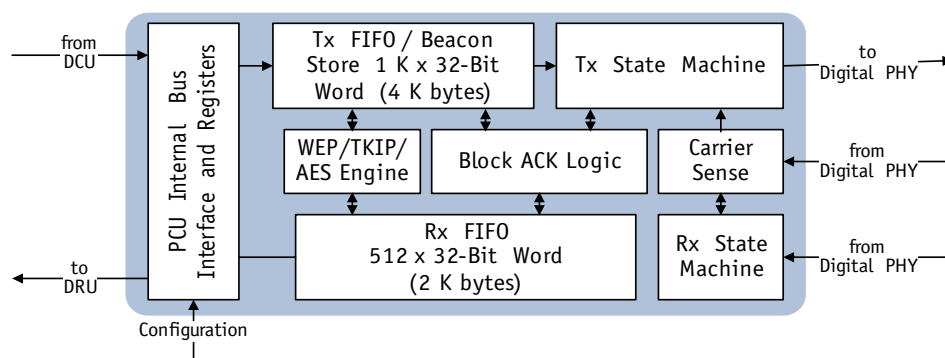 from
DCU
PCU Internal Bus
Interface and Registers
Tx FIFO / Beacon
Store 1 K x 32-Bit
Word (4 K bytes)
Tx State Machine
to
Digital PHY
WEP/TKIP/
AES Engine
Block ACK Logic
Carrier
Sense
from
Digital PHY
Rx FIFO
512 x 32-Bit Word
(2 K bytes)
Rx State
Machine
from
Digital PHY
to
DRU
Configuration